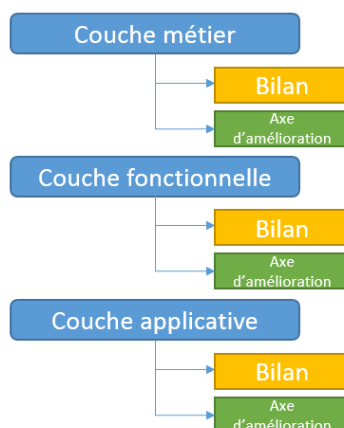 Couche métier
Bilan
Axe
d'amélioration
Couche fonctionnelle
Bilan
Axe
d'amélioration
Couche applicative
Bilan
Axe
d'amélioration